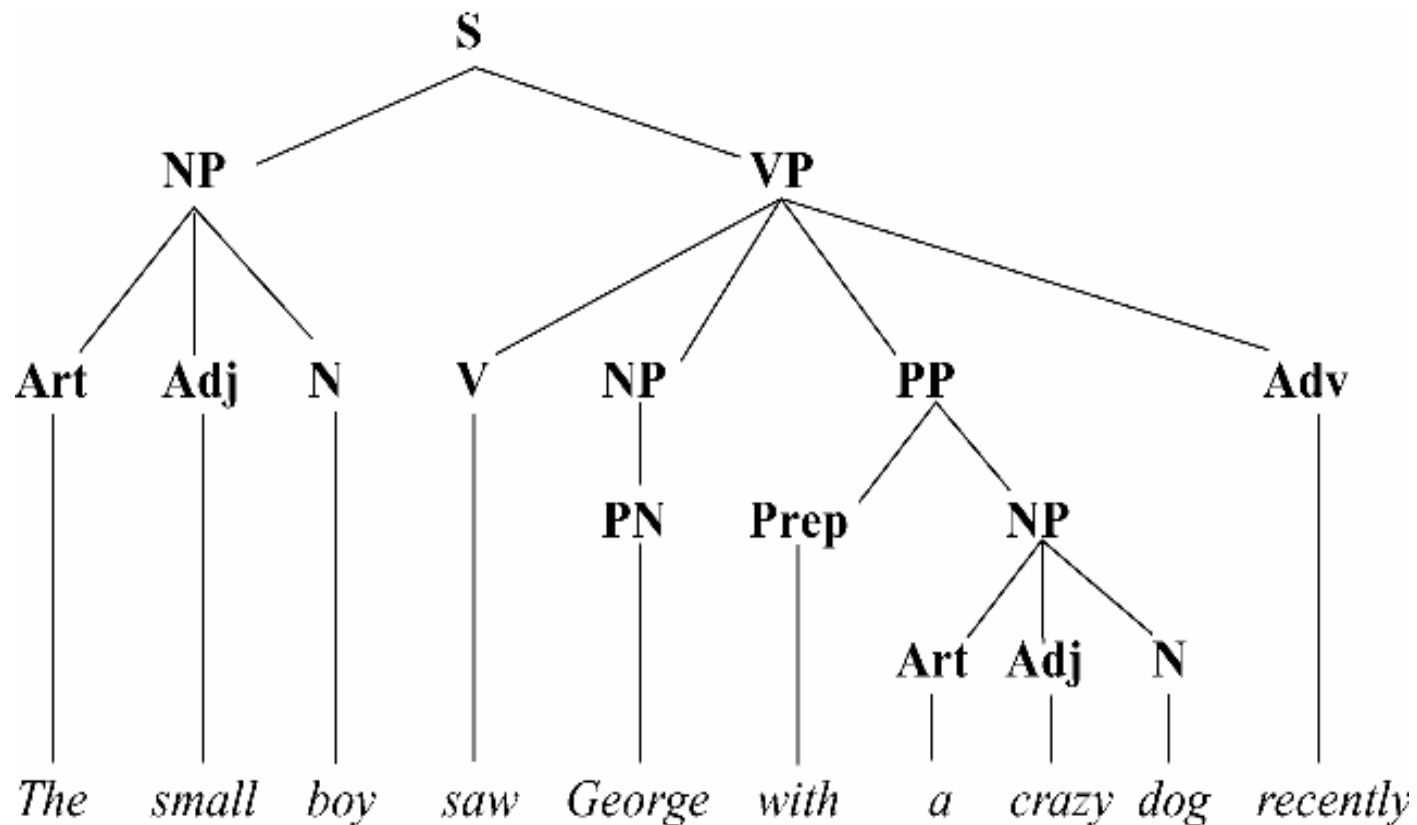 S
NP VP
Art Adj N V NP PP Adv
PN Prep NP
Art Adj N
The small boy saw George with a crazy dog recently